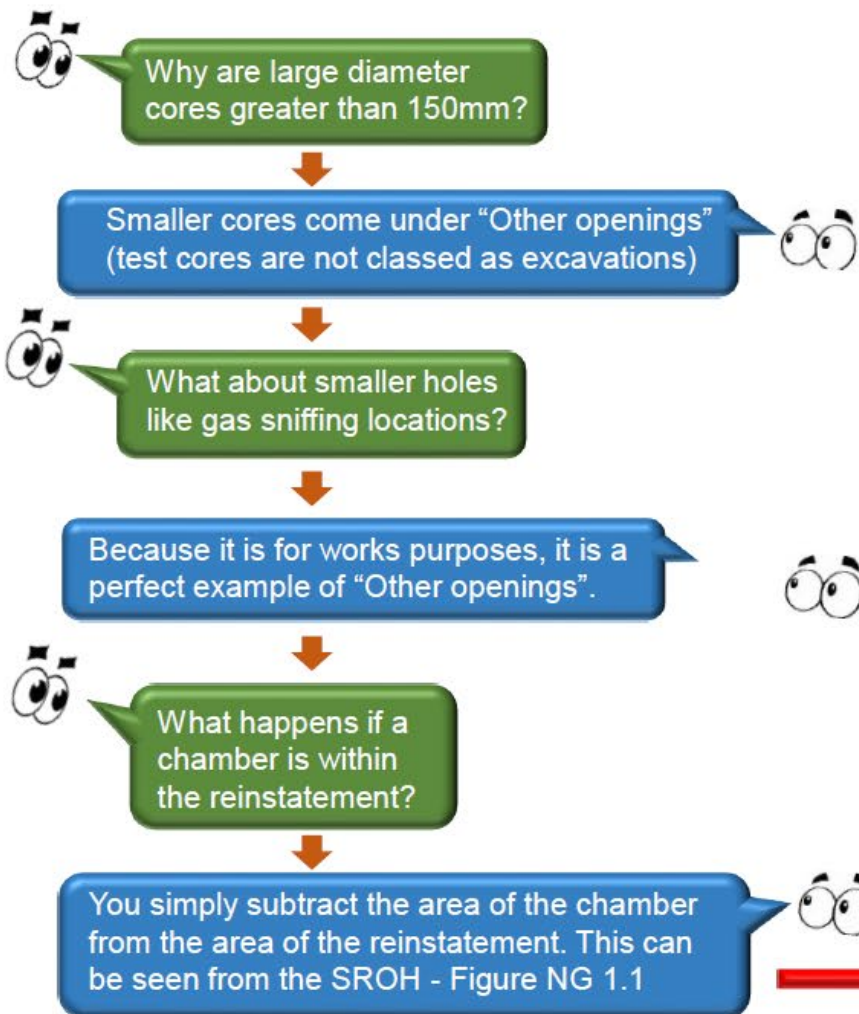 Why are large diameter
cores greater than 150mm?
Smaller cores come under “Other openings”
(test cores are not classed as excavations)
What about smaller holes
like gas sniffing locations?
Because it is for works purposes, it is a
perfect example of “Other openings”.
What happens if a
chamber is within
the reinstatement?
You simply subtract the area of the chamber
from the area of the reinstatement. This can
be seen from the SROH - Figure NG 1.1